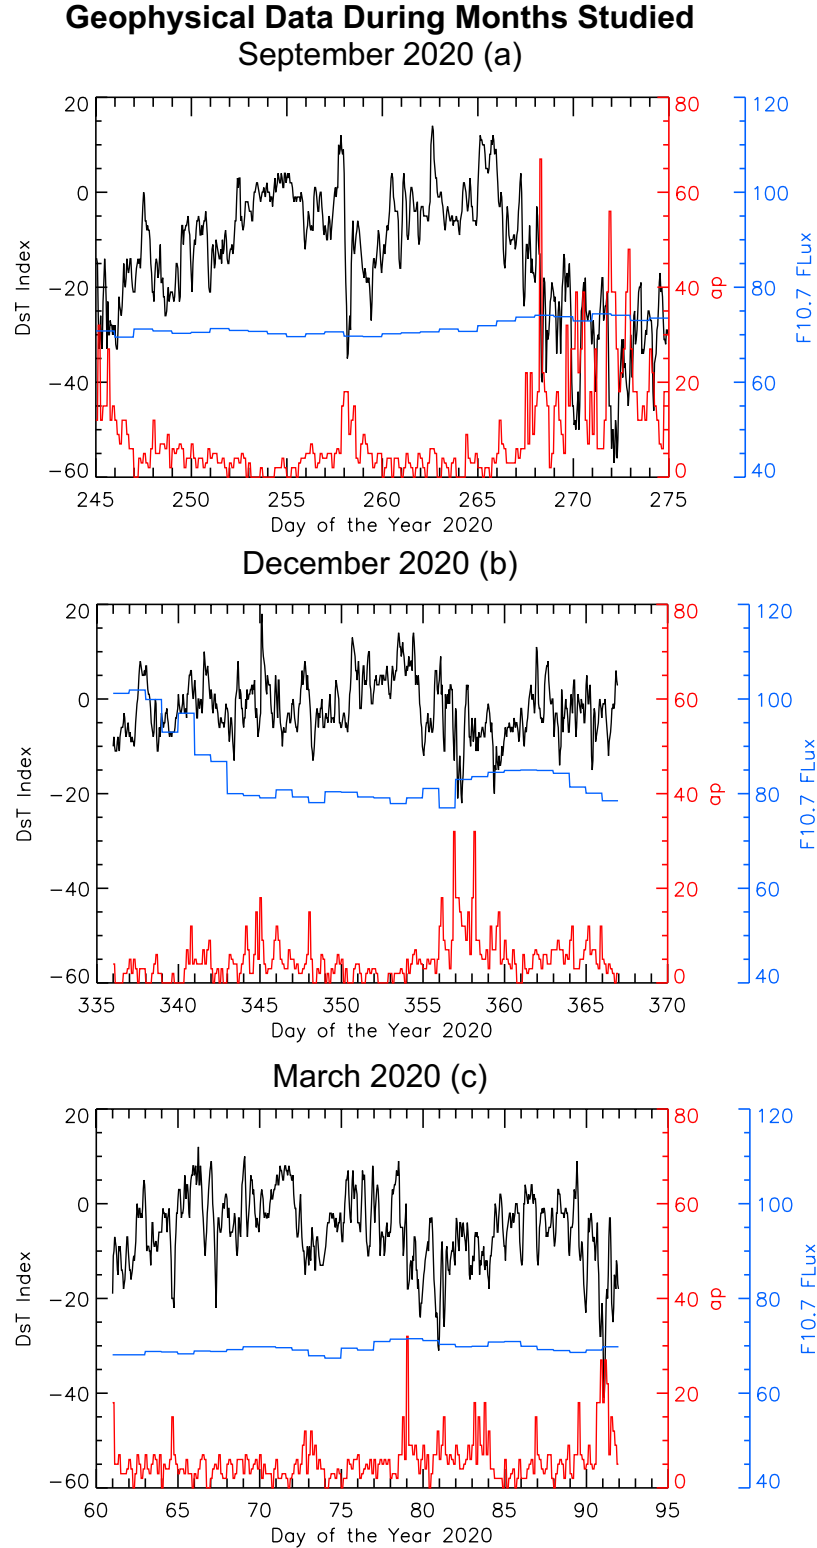 Geophysical Data During Months Studied
September 2020 (a)
20 80 120
0 60 100
−20 40 80
−40 20 60
−60 0 40
DsT Index
ap
F10.7 FLux
245 250 255 260 265 270 275
Day of the Year 2020
December 2020 (b)
20 80 120
0 60 100
−20 40 80
−40 20 60
−60 0 40
DsT Index
ap
F10.7 FLux
335 340 345 350 355 360 365 370
Day of the Year 2020
March 2020 (c)
20 80 120
0 60 100
−20 40 80
−40 20 60
−60 0 40
DsT Index
ap
F10.7 FLux
60 65 70 75 80 85 90 95
Day of the Year 2020